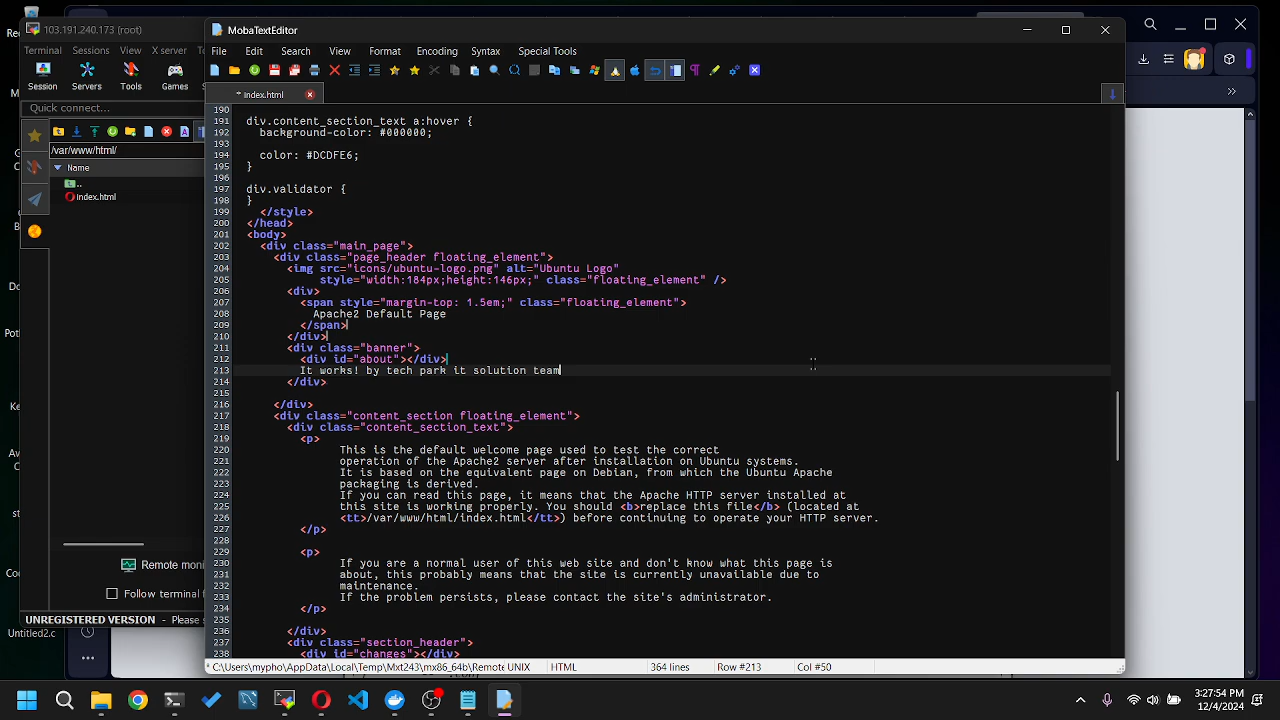 103.191.240.173 (root)
Terminal Sessions View X server
Session Servers Tools Games
Quick connect...
/var/www/html/
Name
..
index.html
Remote moni
Follow terminal f
UNREGISTERED VERSION - Please s
Untitled2.c
MobaTextEditor
File Edit Search View Format Encoding Syntax Special Tools
* index.html
190
191 div.content_section_text a:hover {
192 background-color: #000000;
193
194 color: #DCDFE6;
195 }
196
197 div.validator {
198 }
199 </style>
200 </head>
201 <body>
202 <div class="main_page">
203 <div class="page_header floating_element">
204 <img src="icons/ubuntu-logo.png" alt="Ubuntu Logo"
205 style="width:184px;height:146px;" class="floating_element" />
206 <div>
207 <span style="margin-top: 1.5em;" class="floating_element">
208 Apache2 Default Page
209 </span>
210 </div>
211 <div class="banner">
212 <div id="about"></div>
213 It works! by tech park it solution team
214 </div>
215
216 </div>
217 <div class="content_section floating_element">
218 <div class="content_section_text">
219 <p>
220 This is the default welcome page used to test the correct
221 operation of the Apache2 server after installation on Ubuntu systems.
222 It is based on the equivalent page on Debian, from which the Ubuntu Apache
223 packaging is derived.
224 If you can read this page, it means that the Apache HTTP server installed at
225 this site is working properly. You should <b>replace this file</b> (located at
226 <tt>/var/www/html/index.html</tt>) before continuing to operate your HTTP server.
227 </p>
228
229 <p>
230 If you are a normal user of this web site and don't know what this page is
231 about, this probably means that the site is currently unavailable due to
232 maintenance.
233 If the problem persists, please contact the site's administrator.
234 </p>
235
236 </div>
237 <div class="section_header">
238 <div id="changes"></div>
C:\Users\mypho\AppData\Local\Temp\Mxt243\mx86_64b\Remote UNIX HTML 364 lines Row #213 Col #50
3:27:54 PM
12/4/2024